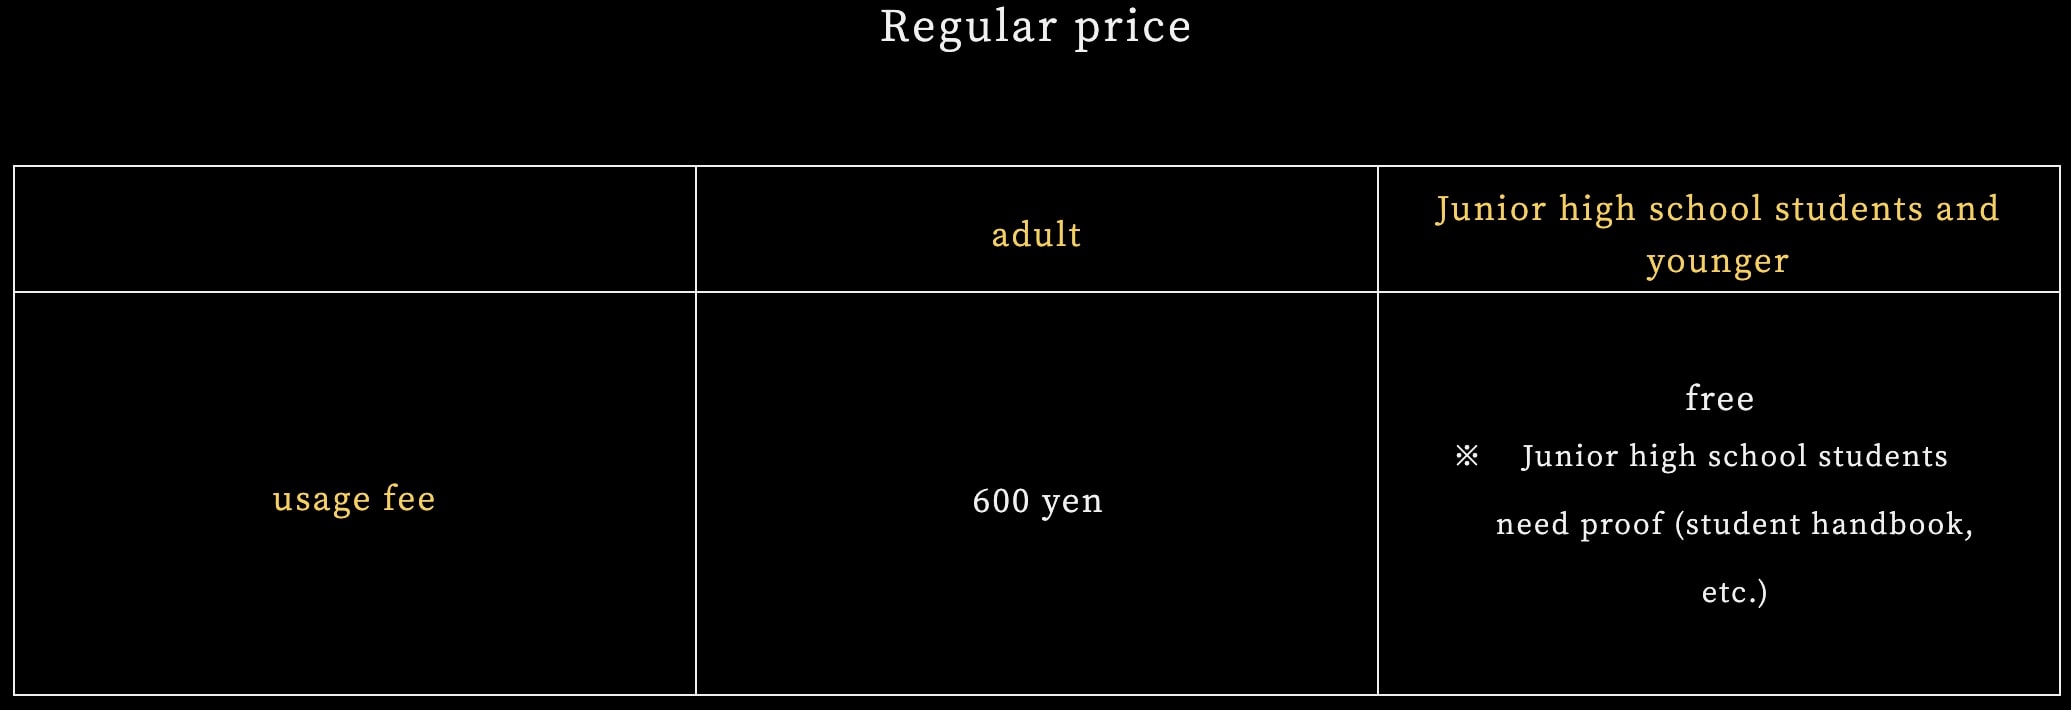 Regular price
adult
Junior high school students and
younger
usage fee
600 yen
free
※ Junior high school students
need proof (student handbook,
etc.)